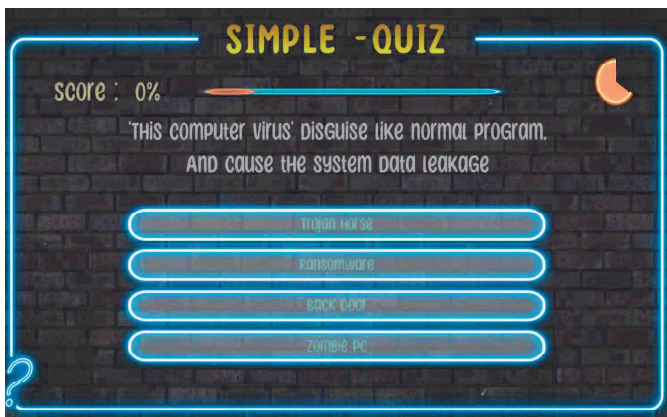 SIMPLE -QUIZ
score : 0%
'This computer virus' disguise like normal program.
And cause the system data leakage
Trojan Horse
Ransomware
Back Door
Zombie PC
?